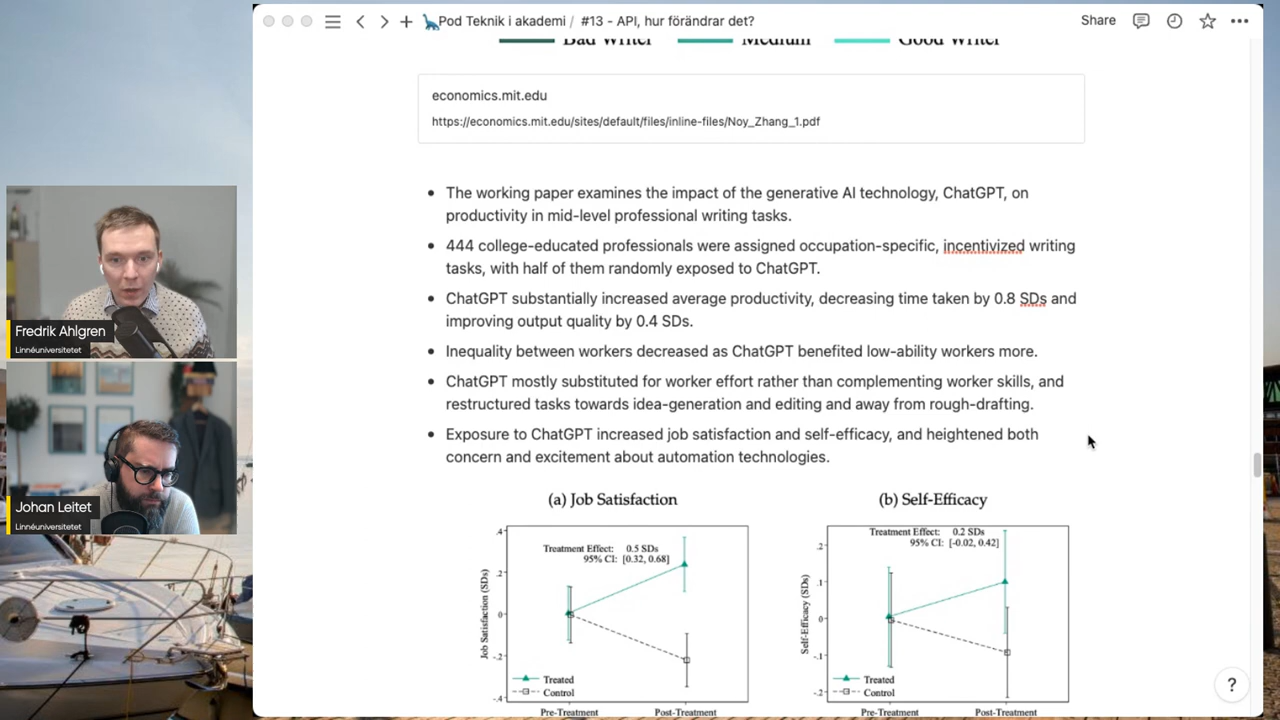 Pod Teknik i akademi / #13 - API, hur förändrar det?
Share
Bad Writer Medium Good Writer
economics.mit.edu
https://economics.mit.edu/sites/default/files/inline-files/Noy_Zhang_1.pdf
• The working paper examines the impact of the generative AI technology, ChatGPT, on
productivity in mid-level professional writing tasks.
• 444 college-educated professionals were assigned occupation-specific, incentivized writing
tasks, with half of them randomly exposed to ChatGPT.
• ChatGPT substantially increased average productivity, decreasing time taken by 0.8 SDs and
improving output quality by 0.4 SDs.
• Inequality between workers decreased as ChatGPT benefited low-ability workers more.
• ChatGPT mostly substituted for worker effort rather than complementing worker skills, and
restructured tasks towards idea-generation and editing and away from rough-drafting.
• Exposure to ChatGPT increased job satisfaction and self-efficacy, and heightened both
concern and excitement about automation technologies.
(a) Job Satisfaction
Treatment Effect: 0.5 SDs
95% CI: [0.32, 0.68]
Job Satisfaction (SDs)
.4
.2
0
-.2
-.4
Treated
Control
Pre-Treatment Post-Treatment
(b) Self-Efficacy
Treatment Effect: 0.2 SDs
95% CI: [-0.02, 0.42]
Self-Efficacy (SDs)
.2
.1
0
-.1
-.2
Treated
Control
Pre-Treatment Post-Treatment
?
Fredrik Ahlgren
Linnéuniversitetet
Johan Leitet
Linnéuniversitetet